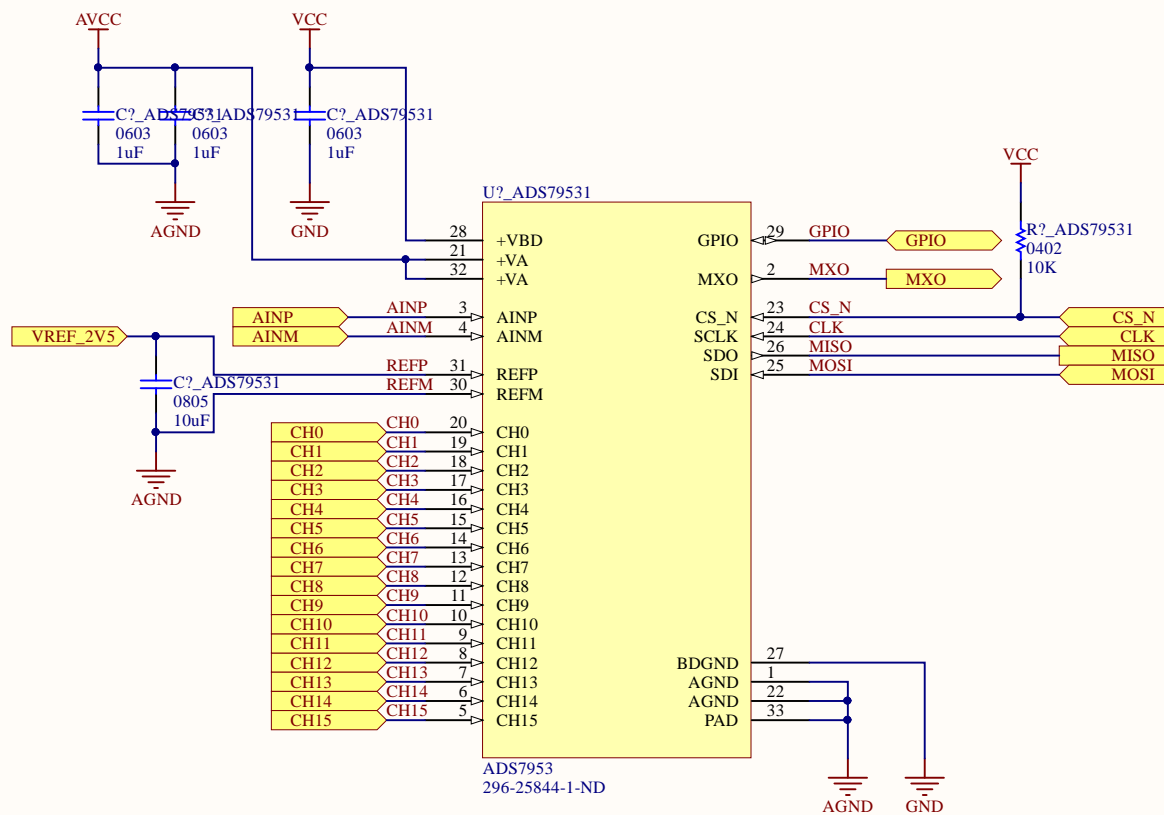 AVCC
VCC
C?_ADS79531
0603
1uF
C?_ADS79531
0603
1uF
C?_ADS79531
0603
1uF
AGND
GND
VCC
R?_ADS79531
0402
10K
U?_ADS79531
28 +VBD
21 +VA
32 +VA
AINP AINP 3 AINP
AINM AINM 4 AINM
VREF_2V5
REFP 31 REFP
REFM 30 REFM
C?_ADS79531
0805
10uF
AGND
CH0 CH0 20 CH0
CH1 CH1 19 CH1
CH2 CH2 18 CH2
CH3 CH3 17 CH3
CH4 CH4 16 CH4
CH5 CH5 15 CH5
CH6 CH6 14 CH6
CH7 CH7 13 CH7
CH8 CH8 12 CH8
CH9 CH9 11 CH9
CH10 CH10 10 CH10
CH11 CH11 9 CH11
CH12 CH12 8 CH12
CH13 CH13 7 CH13
CH14 CH14 6 CH14
CH15 CH15 5 CH15
GPIO 29 GPIO GPIO
MXO 2 MXO MXO
CS_N 23 CS_N CS_N
SCLK 24 CLK CLK
SDO 26 MISO MISO
SDI 25 MOSI MOSI
BDGND 27
AGND 1
AGND 22
PAD 33
ADS7953
296-25844-1-ND
AGND
GND